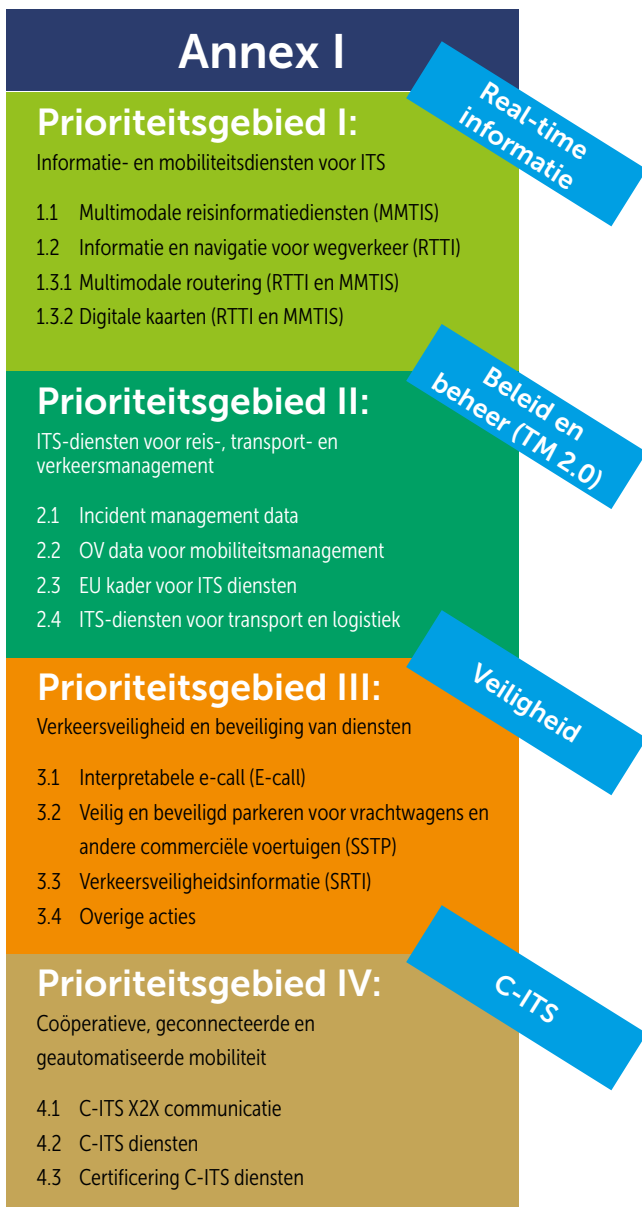 Annex I
Real-time
informatie
Prioriteitsgebied I:
Informatie- en mobiliteitsdiensten voor ITS
1.1 Multimodale reisinformatiediensten (MMTIS)
1.2 Informatie en navigatie voor wegverkeer (RTTI)
1.3.1 Multimodale routering (RTTI en MMTIS)
1.3.2 Digitale kaarten (RTTI en MMTIS)
Beleid en
beheer (TM 2.0)
Prioriteitsgebied II:
ITS-diensten voor reis-, transport- en
verkeersmanagement
2.1 Incident management data
2.2 OV data voor mobiliteitsmanagement
2.3 EU kader voor ITS diensten
2.4 ITS-diensten voor transport en logistiek
Veiligheid
Prioriteitsgebied III:
Verkeersveiligheid en beveiliging van diensten
3.1 Interpretabele e-call (E-call)
3.2 Veilig en beveiligd parkeren voor vrachtwagens en
andere commerciële voertuigen (SSTP)
3.3 Verkeersveiligheidsinformatie (SRTI)
3.4 Overige acties
C-ITS
Prioriteitsgebied IV:
Coöperatieve, geconnecteerde en
geautomatiseerde mobiliteit
4.1 C-ITS X2X communicatie
4.2 C-ITS diensten
4.3 Certificering C-ITS diensten